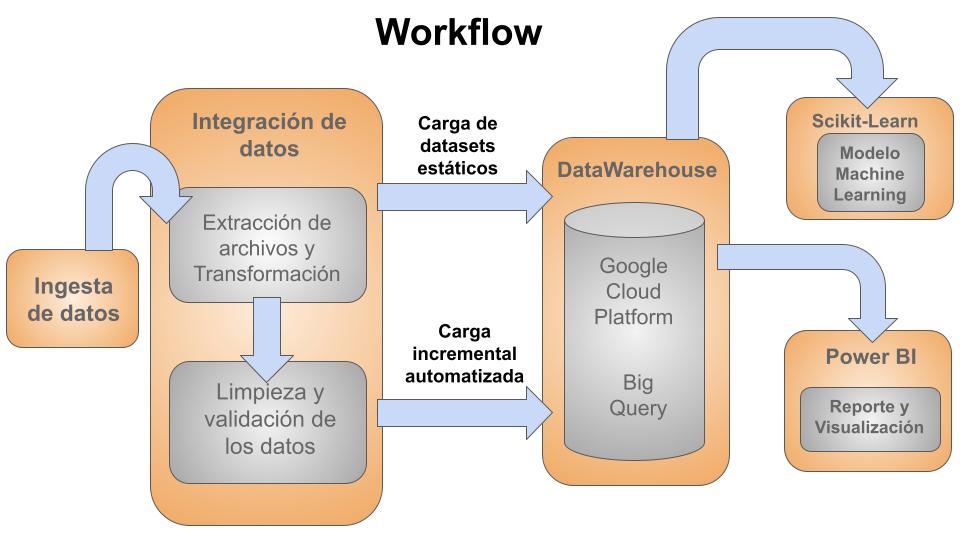 Workflow
Ingesta
de datos
Integración de
datos
Extracción de
archivos y
Transformación
Limpieza y
validación de
los datos
Carga de
datasets
estáticos
Carga
incremental
automatizada
DataWarehouse
Google
Cloud
Platform
Big
Query
Scikit-Learn
Modelo
Machine
Learning
Power BI
Reporte y
Visualización